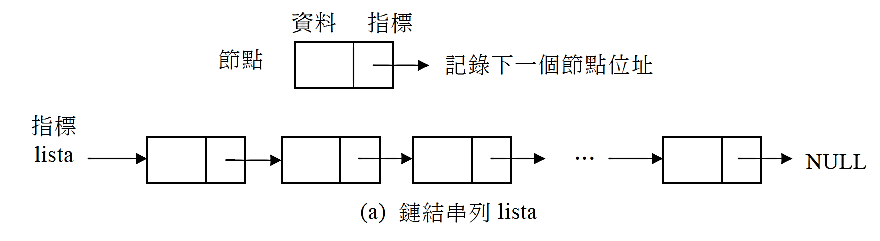 資料 指標
節點 記錄下一個節點位址
指標
lista ... NULL
(a) 鏈結串列 lista